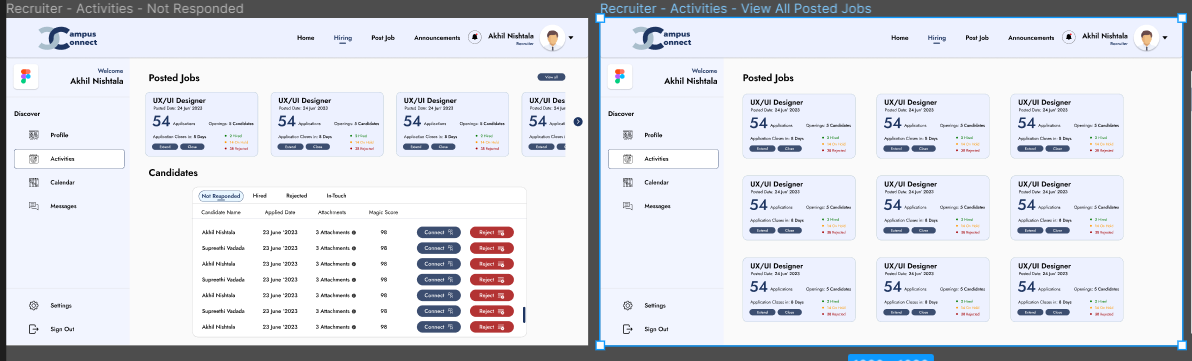 Recruiter - Activities - Not Responded
Campus Connect
Home Hiring Post Job Announcements
Akhil Nishtala
Recruiter
Welcome
Akhil Nishtala
Discover
Profile
Activities
Calendar
Messages
Settings
Sign Out
Posted Jobs
View all
UX/UI Designer
Posted Date: 24 Jun' 2023
54 Applications Openings: 5 Candidates
Application Closes in: 8 Days
Extend Close
2 Hired
14 On Hold
38 Rejected
UX/UI Designer
Posted Date: 24 Jun' 2023
54 Applications Openings: 5 Candidates
Application Closes in: 8 Days
Extend Close
2 Hired
14 On Hold
38 Rejected
UX/UI Designer
Posted Date: 24 Jun' 2023
54 Applications Openings: 5 Candidates
Application Closes in: 8 Days
Extend Close
2 Hired
14 On Hold
38 Rejected
UX/UI Des
Posted Date: 24 Jun' 2023
54 Applications
Application Closes in: 8
Extend
Candidates
Not Responded Hired Rejected In-Touch
Candidate Name Applied Date Attachments Magic Score
Akhil Nishtala 23 June '2023 3 Attachments 98 Connect Reject
Supreethi Vadada 23 June '2023 3 Attachments 98 Connect Reject
Akhil Nishtala 23 June '2023 3 Attachments 98 Connect Reject
Supreethi Vadada 23 June '2023 3 Attachments 98 Connect Reject
Akhil Nishtala 23 June '2023 3 Attachments 98 Connect Reject
Supreethi Vadada 23 June '2023 3 Attachments 98 Connect Reject
Akhil Nishtala 23 June '2023 3 Attachments 98 Connect Reject
Recruiter - Activities - View All Posted Jobs
Campus Connect
Home Hiring Post Job Announcements
Akhil Nishtala
Recruiter
Welcome
Akhil Nishtala
Discover
Profile
Activities
Calendar
Messages
Settings
Sign Out
Posted Jobs
UX/UI Designer
Posted Date: 24 Jun' 2023
54 Applications Openings: 5 Candidates
Application Closes in: 8 Days
Extend Close
2 Hired
14 On Hold
38 Rejected
UX/UI Designer
Posted Date: 24 Jun' 2023
54 Applications Openings: 5 Candidates
Application Closes in: 8 Days
Extend Close
2 Hired
14 On Hold
38 Rejected
UX/UI Designer
Posted Date: 24 Jun' 2023
54 Applications Openings: 5 Candidates
Application Closes in: 8 Days
Extend Close
2 Hired
14 On Hold
38 Rejected
UX/UI Designer
Posted Date: 24 Jun' 2023
54 Applications Openings: 5 Candidates
Application Closes in: 8 Days
Extend Close
2 Hired
14 On Hold
38 Rejected
UX/UI Designer
Posted Date: 24 Jun' 2023
54 Applications Openings: 5 Candidates
Application Closes in: 8 Days
Extend Close
2 Hired
14 On Hold
38 Rejected
UX/UI Designer
Posted Date: 24 Jun' 2023
54 Applications Openings: 5 Candidates
Application Closes in: 8 Days
Extend Close
2 Hired
14 On Hold
38 Rejected
UX/UI Designer
Posted Date: 24 Jun' 2023
54 Applications Openings: 5 Candidates
Application Closes in: 8 Days
Extend Close
2 Hired
14 On Hold
38 Rejected
UX/UI Designer
Posted Date: 24 Jun' 2023
54 Applications Openings: 5 Candidates
Application Closes in: 8 Days
Extend Close
2 Hired
14 On Hold
38 Rejected
UX/UI Designer
Posted Date: 24 Jun' 2023
54 Applications Openings: 5 Candidates
Application Closes in: 8 Days
Extend Close
2 Hired
14 On Hold
38 Rejected